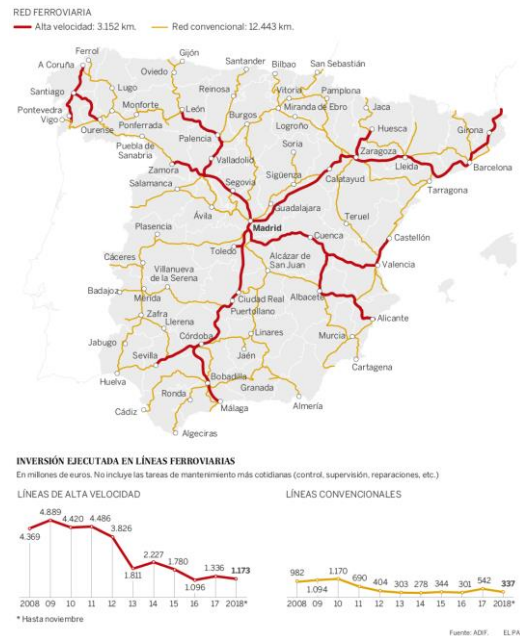 RED FERROVIARIA
Alta velocidad: 3.152 km. Red convencional: 12.443 km.
Ferrol
Gijón
A Coruña
Oviedo
Santander
Bilbao
San Sebastián
Santiago
Lugo
Reinosa
Vitoria
Pamplona
Pontevedra
Monforte
León
Miranda de Ebro
Jaca
Vigo
Ponferrada
Burgos
Huesca
Girona
Ourense
Palencia
Logroño
Puebla de
Sanabria
Valladolid
Soria
Zaragoza
Lleida
Barcelona
Zamora
Sigüenza
Calatayud
Tarragona
Salamanca
Segovia
Ávila
Guadalajara
Teruel
Plasencia
Madrid
Cuenca
Castellón
Toledo
Cáceres
Villanueva
de la Serena
Alcázar de
San Juan
Valencia
Badajoz
Mérida
Ciudad Real
Albacete
Puertollano
Alicante
Zafra
Llerena
Linares
Jabugo
Córdoba
Murcia
Sevilla
Jaén
Cartagena
Huelva
Bobadilla
Granada
Ronda
Almería
Cádiz
Málaga
Algeciras
INVERSIÓN EJECUTADA EN LÍNEAS FERROVIARIAS
En millones de euros. No incluye las tareas de mantenimiento más cotidianas (control, supervisión, reparaciones, etc.)
LÍNEAS DE ALTA VELOCIDAD
4.369 4.889 4.420 4.486 3.826 1.811 2.227 1.780 1.096 1.336 1.173
2008 09 10 11 12 13 14 15 16 17 2018*
* Hasta noviembre
LÍNEAS CONVENCIONALES
982 1.094 1.170 690 404 303 278 344 301 542 337
2008 09 10 11 12 13 14 15 16 17 2018*
Fuente: ADIF. EL PA